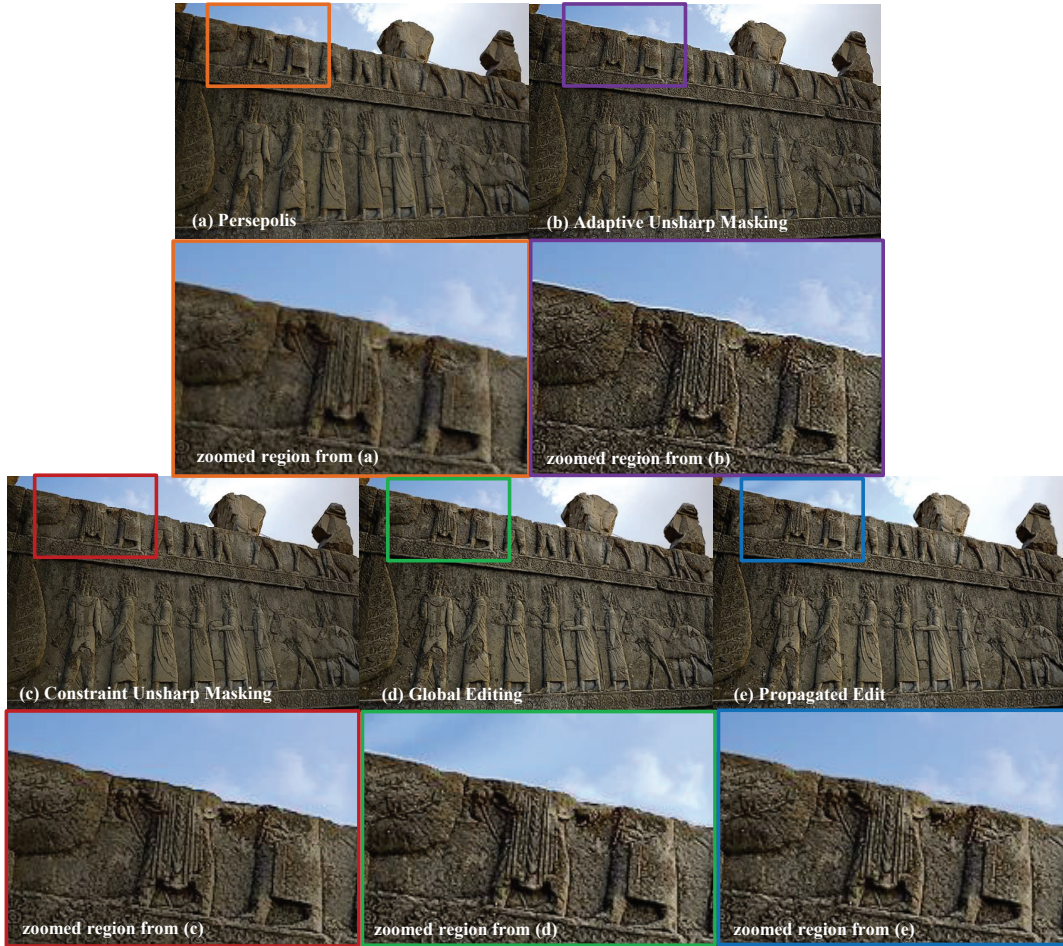 (a) Persepolis
(b) Adaptive Unsharp Masking
zoomed region from (a)
zoomed region from (b)
(c) Constraint Unsharp Masking
(d) Global Editing
(e) Propagated Edit
zoomed region from (c)
zoomed region from (d)
zoomed region from (e)